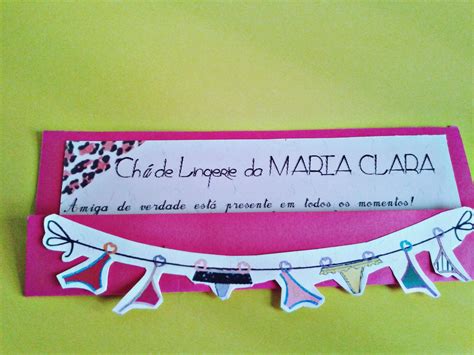 Chá de Lingerie da MARIA CLARA
Amiga de verdade está presente em todos os momentos!